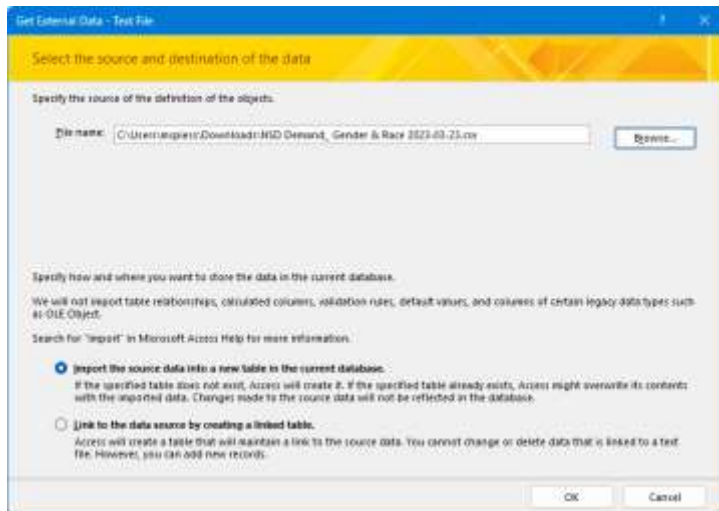 Get External Data - Text File
Select the source and destination of the data
Specify the source of the definition of the objects.
File name:
Demand_ Gender & Race 2023-03-23.csv
Browse...
Specify how and where you want to store the data in the current database.
We will not import table relationships, calculated columns, validation rules, default values, and columns of certain legacy data types such
as OLE Object.
Search for "import" in Microsoft Access Help for more information.
Import the source data into a new table in the current database.
If the specified table does not exist, Access will create it. If the specified table already exists, Access might overwrite its contents
with the imported data. Changes made to the source data will not be reflected in the database.
Link to the data source by creating a linked table.
Access will create a table that will maintain a link to the source data. You cannot change or delete data that is linked to a text
file. However, you can add new records.
OK
Cancel